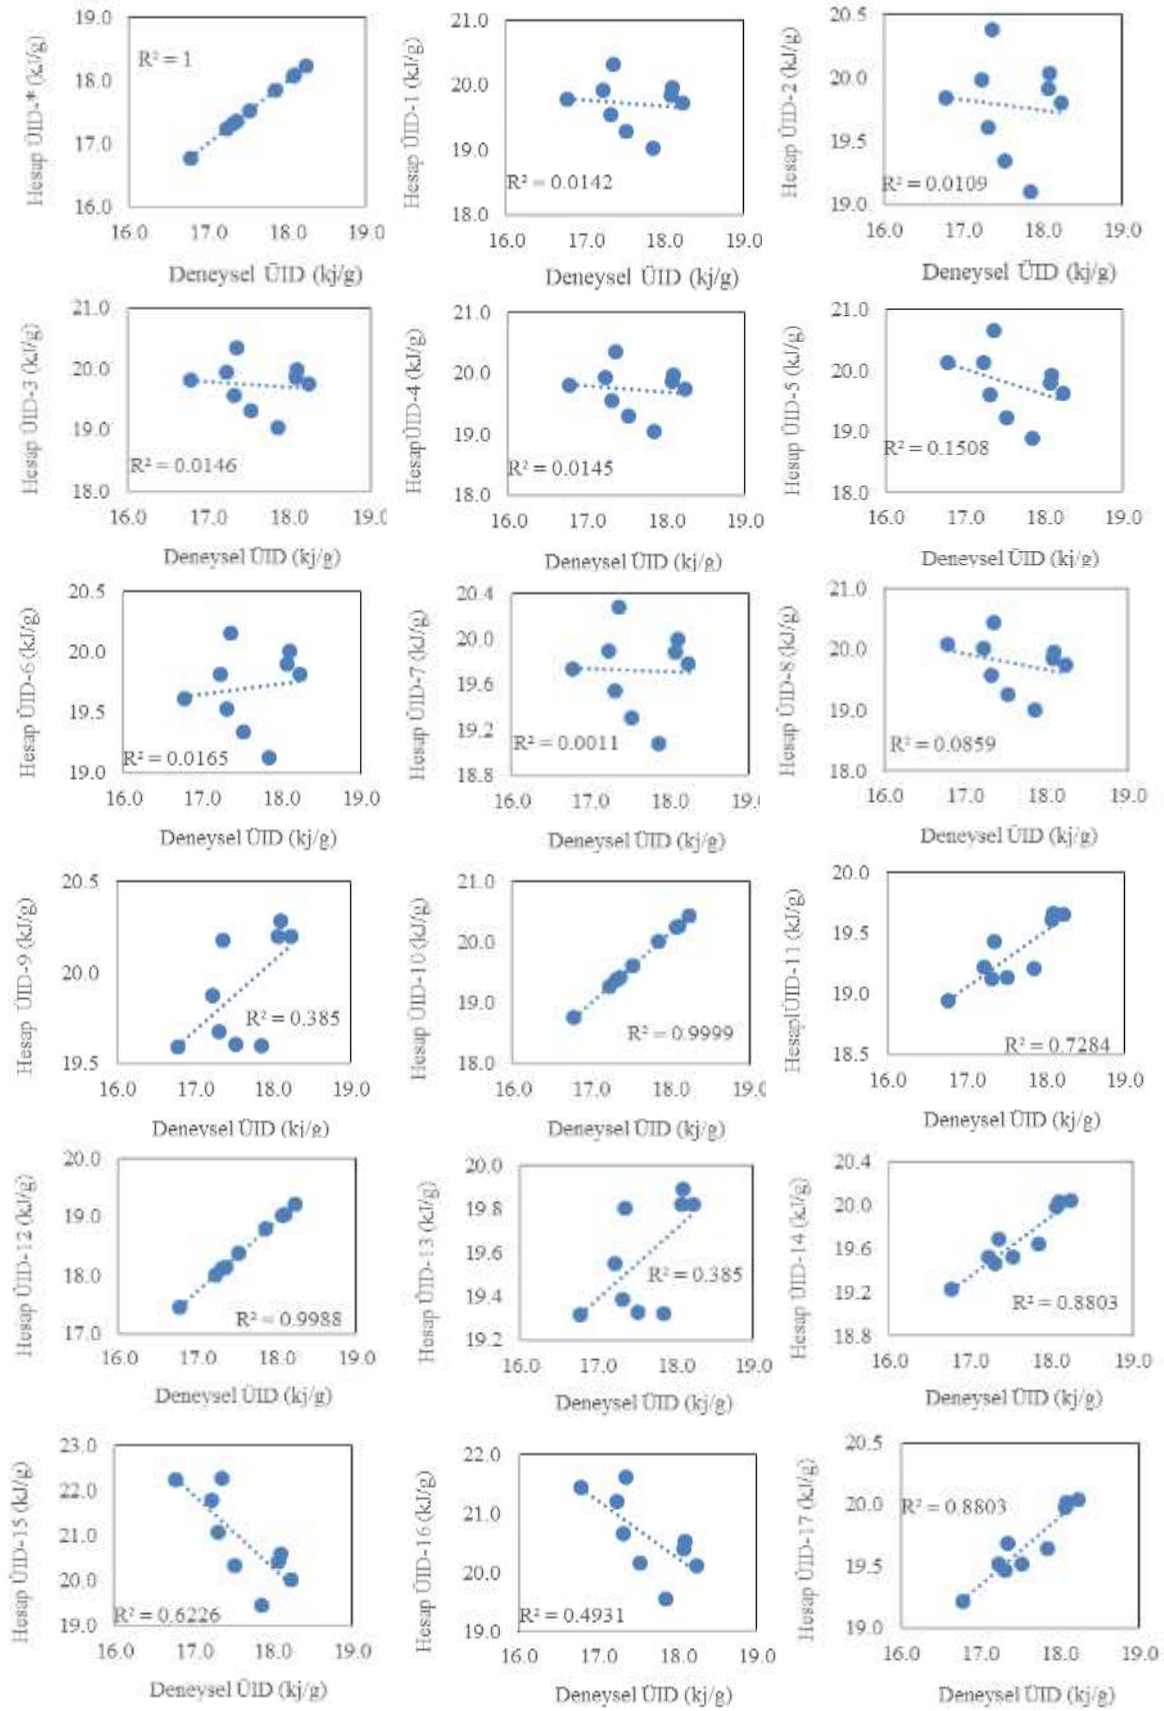 Hesap ÜID-* (kJ/g)
19.0
18.0
17.0
16.0
R² = 1
16.0 17.0 18.0 19.0
Deneysel ÜID (kj/g)
Hesap ÜID-1 (kJ/g)
21.0
20.0
19.0
18.0
R² = 0.0142
16.0 17.0 18.0 19.0
Deneysel ÜID (kj/g)
Hesap ÜID-2 (kJ/g)
20.5
20.0
19.5
19.0
R² = 0.0109
16.0 17.0 18.0 19.0
Deneysel ÜID (kj/g)
Hesap ÜID-3 (kJ/g)
21.0
20.0
19.0
18.0
R² = 0.0146
16.0 17.0 18.0 19.0
Deneysel ÜID (kj/g)
HesapÜID-4 (kJ/g)
21.0
20.0
19.0
18.0
R² = 0.0145
16.0 17.0 18.0 19.0
Deneysel ÜID (kj/g)
Hesap ÜID-5 (kJ/g)
21.0
20.0
19.0
18.0
R² = 0.1508
16.0 17.0 18.0 19.0
Deneysel ÜID (kj/g)
Hesap ÜID-6 (kJ/g)
20.5
20.0
19.5
19.0
R² = 0.0165
16.0 17.0 18.0 19.0
Deneysel ÜID (kj/g)
Hesap ÜID-7 (kJ/g)
20.4
20.0
19.6
19.2
18.8
R² = 0.0011
16.0 17.0 18.0 19.0
Deneysel ÜID (kj/g)
Hesap ÜID-8 (kJ/g)
21.0
20.0
19.0
18.0
R² = 0.0859
16.0 17.0 18.0 19.0
Deneysel ÜID (kj/g)
Hesap ÜID-9 (kJ/g)
20.5
20.0
19.5
R² = 0.385
16.0 17.0 18.0 19.0
Deneysel ÜID (kj/g)
Hesap ÜID-10 (kJ/g)
21.0
20.0
19.0
18.0
R² = 0.9999
16.0 17.0 18.0 19.0
Deneysel ÜID (kj/g)
HesaplÜID-11 (kJ/g)
20.0
19.5
19.0
18.5
R² = 0.7284
16.0 17.0 18.0 19.0
Deneysel ÜID (kj/g)
Hesap ÜID-12 (kJ/g)
20.0
19.0
18.0
17.0
R² = 0.9988
16.0 17.0 18.0 19.0
Deneysel ÜID (kj/g)
Hesap ÜID-13 (kJ/g)
20.0
19.8
19.6
19.4
19.2
R² = 0.385
16.0 17.0 18.0 19.0
Deneysel ÜID (kj/g)
Hesap ÜID-14 (kJ/g)
20.4
20.0
19.6
19.2
18.8
R² = 0.8803
16.0 17.0 18.0 19.0
Deneysel ÜID (kj/g)
Hesap ÜID-15 (kJ/g)
23.0
22.0
21.0
20.0
19.0
R² = 0.6226
16.0 17.0 18.0 19.0
Deneysel ÜID (kj/g)
Hesap ÜID-16 (kJ/g)
22.0
21.0
20.0
19.0
R² = 0.4931
16.0 17.0 18.0 19.0
Deneysel ÜID (kj/g)
Hesap ÜID-17 (kJ/g)
20.5
20.0
19.5
19.0
R² = 0.8803
16.0 17.0 18.0 19.0
Deneysel ÜID (kj/g)